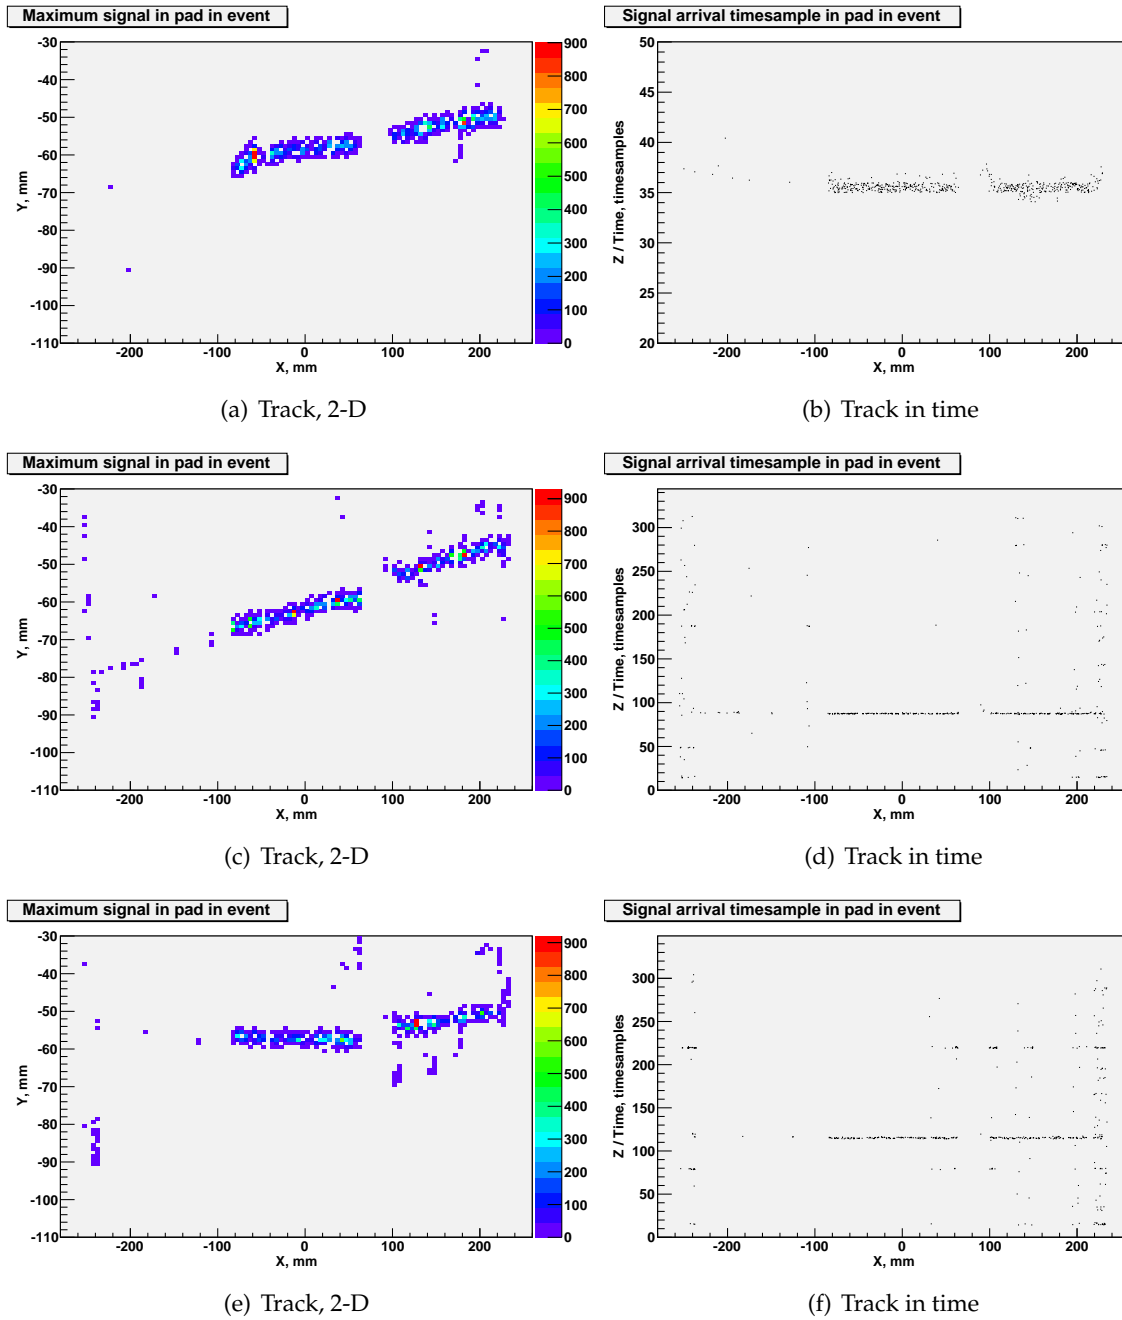 Maximum signal in pad in event
Signal arrival timesample in pad in event
-30
-40
-50
-60
-70
-80
-90
-100
-110
Y, mm
-200 -100 0 100 200
X, mm
900
800
700
600
500
400
300
200
100
0
50
45
40
35
30
25
20
Z / Time, timesamples
-200 -100 0 100 200
X, mm
(a) Track, 2-D
(b) Track in time
Maximum signal in pad in event
Signal arrival timesample in pad in event
-30
-40
-50
-60
-70
-80
-90
-100
-110
Y, mm
-200 -100 0 100 200
X, mm
900
800
700
600
500
400
300
200
100
0
300
250
200
150
100
50
0
Z / Time, timesamples
-200 -100 0 100 200
X, mm
(c) Track, 2-D
(d) Track in time
Maximum signal in pad in event
Signal arrival timesample in pad in event
-30
-40
-50
-60
-70
-80
-90
-100
-110
Y, mm
-200 -100 0 100 200
X, mm
900
800
700
600
500
400
300
200
100
0
300
250
200
150
100
50
0
Z / Time, timesamples
-200 -100 0 100 200
X, mm
(e) Track, 2-D
(f) Track in time